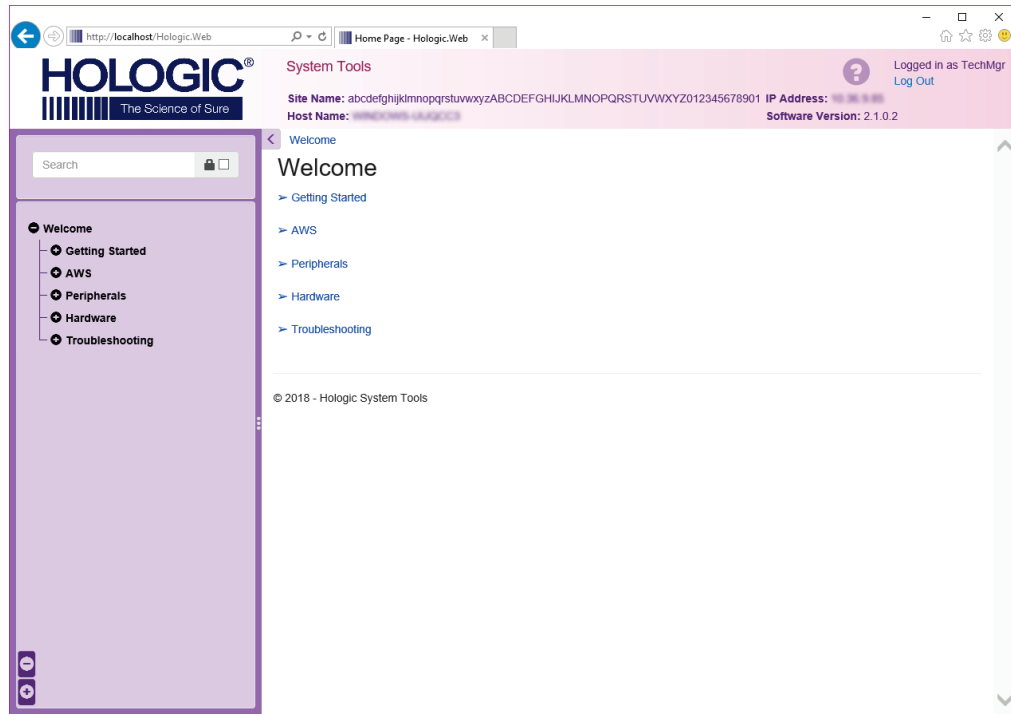 http://localhost/Hologic.Web
Home Page - Hologic.Web
HOLOGIC®
The Science of Sure
System Tools
Logged in as TechMgr
Log Out
Site Name: abcdefghijklmnopqrstuvwxyzABCDEFGHIJKLMNOPQRSTUVWXYZ012345678901 IP Address:
Host Name:
Software Version: 2.1.0.2
Search
Welcome
Getting Started
AWS
Peripherals
Hardware
Troubleshooting
Welcome
Welcome
➢ Getting Started
➢ AWS
➢ Peripherals
➢ Hardware
➢ Troubleshooting
© 2018 - Hologic System Tools